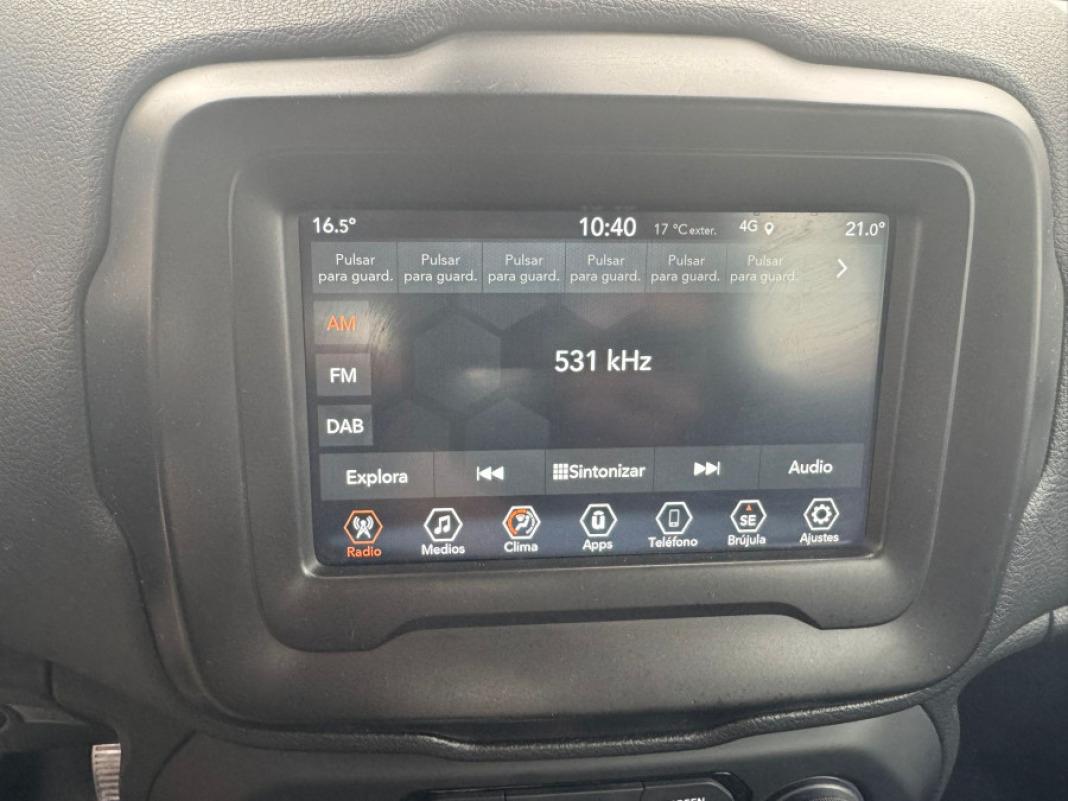 16.5° 10:40 17 °C exter. 4G 21.0°
Pulsar Pulsar Pulsar Pulsar Pulsar Pulsar
para guard. para guard. para guard. para guard. para guard. para guard.
AM
531 kHz
FM
DAB
Explora Sintonizar Audio
SE
Radio Medios Clima Apps Teléfono Brújula Ajustes